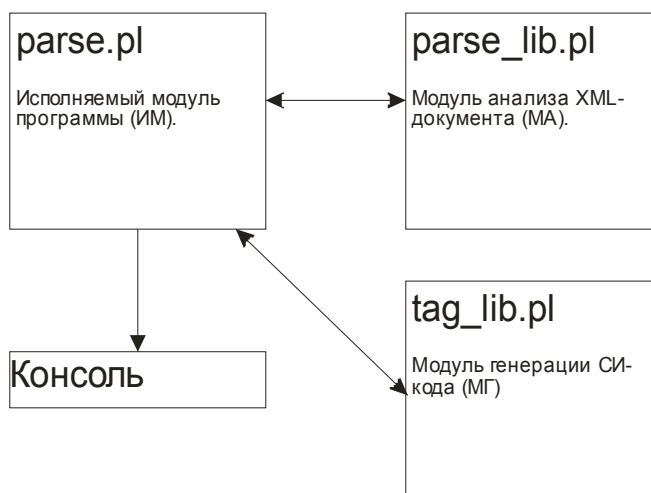 parse.pl
Исполняемый модуль
программы (ИМ).
parse_lib.pl
Модуль анализа XML-
документа (МА).
tag_lib.pl
Модуль генерации СИ-
кода (МГ)
Консоль